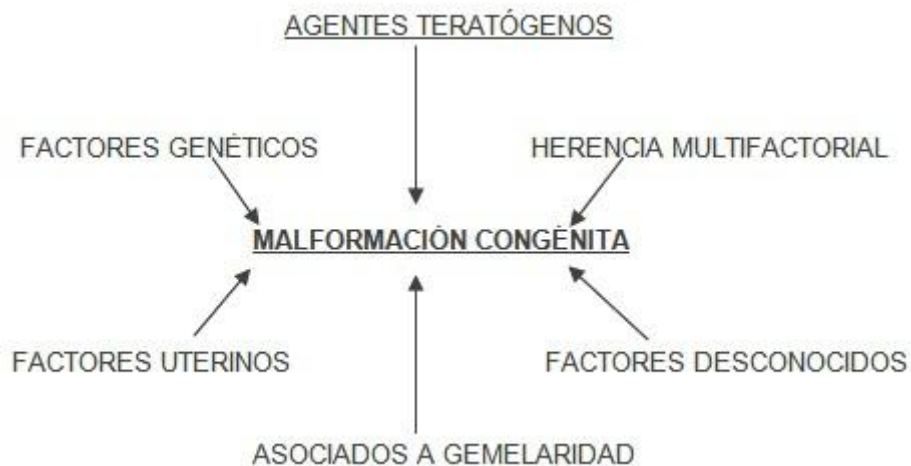 AGENTES TERATÓGENOS
FACTORES GENÉTICOS
HERENCIA MULTIFACTORIAL
MALFORMACIÓN CONGÉNITA
FACTORES UTERINOS
FACTORES DESCONOCIDOS
ASOCIADOS A GEMELARIDAD